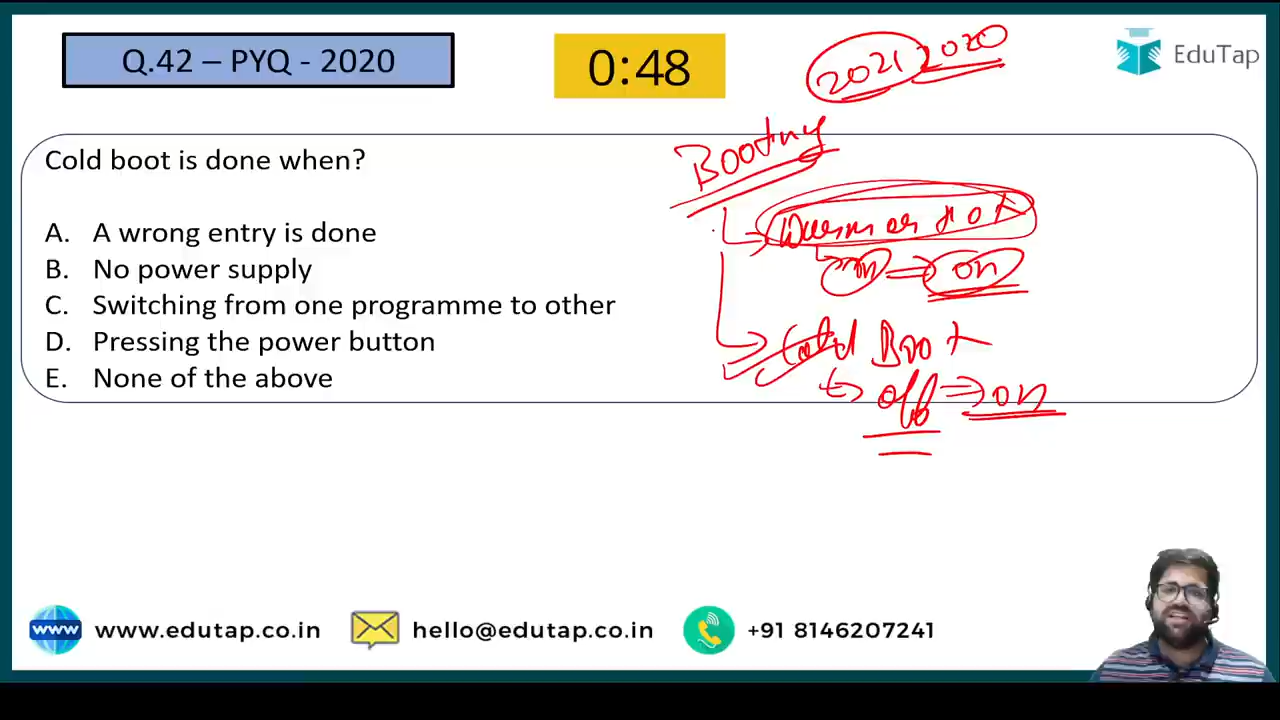 Q.42 – PYQ - 2020
0:48
2021 2020
EduTap
Booting
Cold boot is done when?
Warm or Hot
A. A wrong entry is done
B. No power supply
on ⇒ on
C. Switching from one programme to other
D. Pressing the power button
Cold Boot
E. None of the above
off ⇒ on
www
www.edutap.co.in
hello@edutap.co.in
+91 8146207241